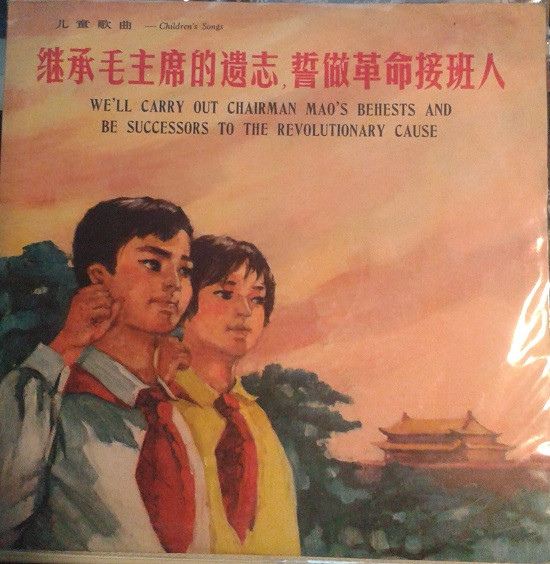 儿童歌曲 — Children's Songs
继承毛主席的遗志,誓做革命接班人
WE'LL CARRY OUT CHAIRMAN MAO'S BEHESTS AND
BE SUCCESSORS TO THE REVOLUTIONARY CAUSE